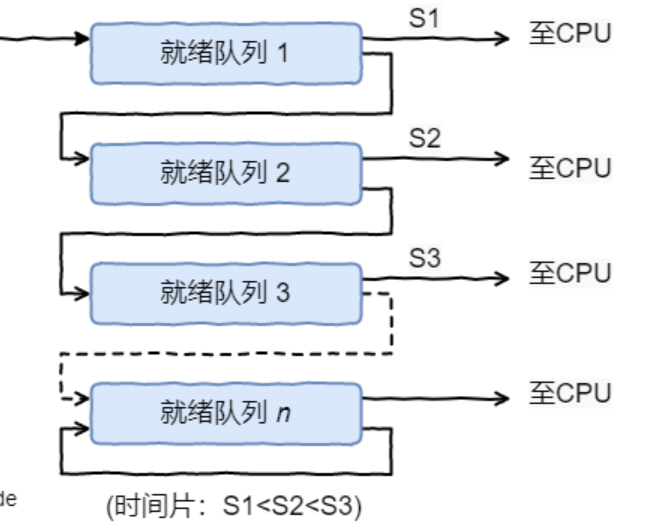 S1
就绪队列 1
至CPU
S2
就绪队列 2
至CPU
S3
就绪队列 3
至CPU
就绪队列 n
至CPU
de
(时间片：S1<S2<S3)